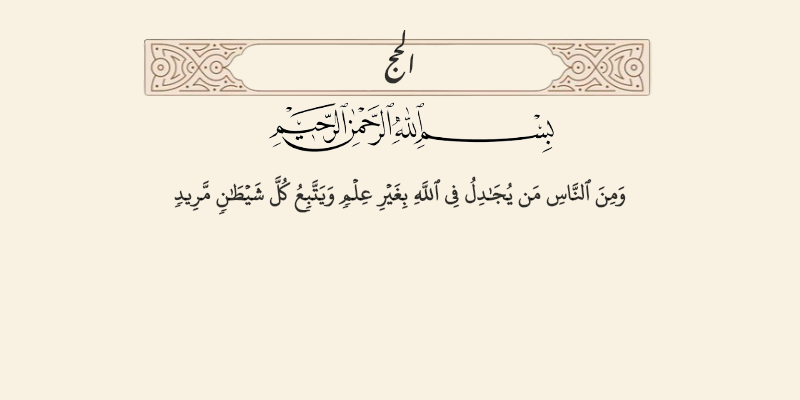 الحج
بِسْمِ ٱللَّهِ ٱلرَّحْمَٰنِ ٱلرَّحِيمِ
وَمِنَ ٱلنَّاسِ مَن يُجَٰدِلُ فِى ٱللَّهِ بِغَيْرِ عِلْمٍ وَيَتَّبِعُ كُلَّ شَيْطَٰنٍ مَّرِيدٍ